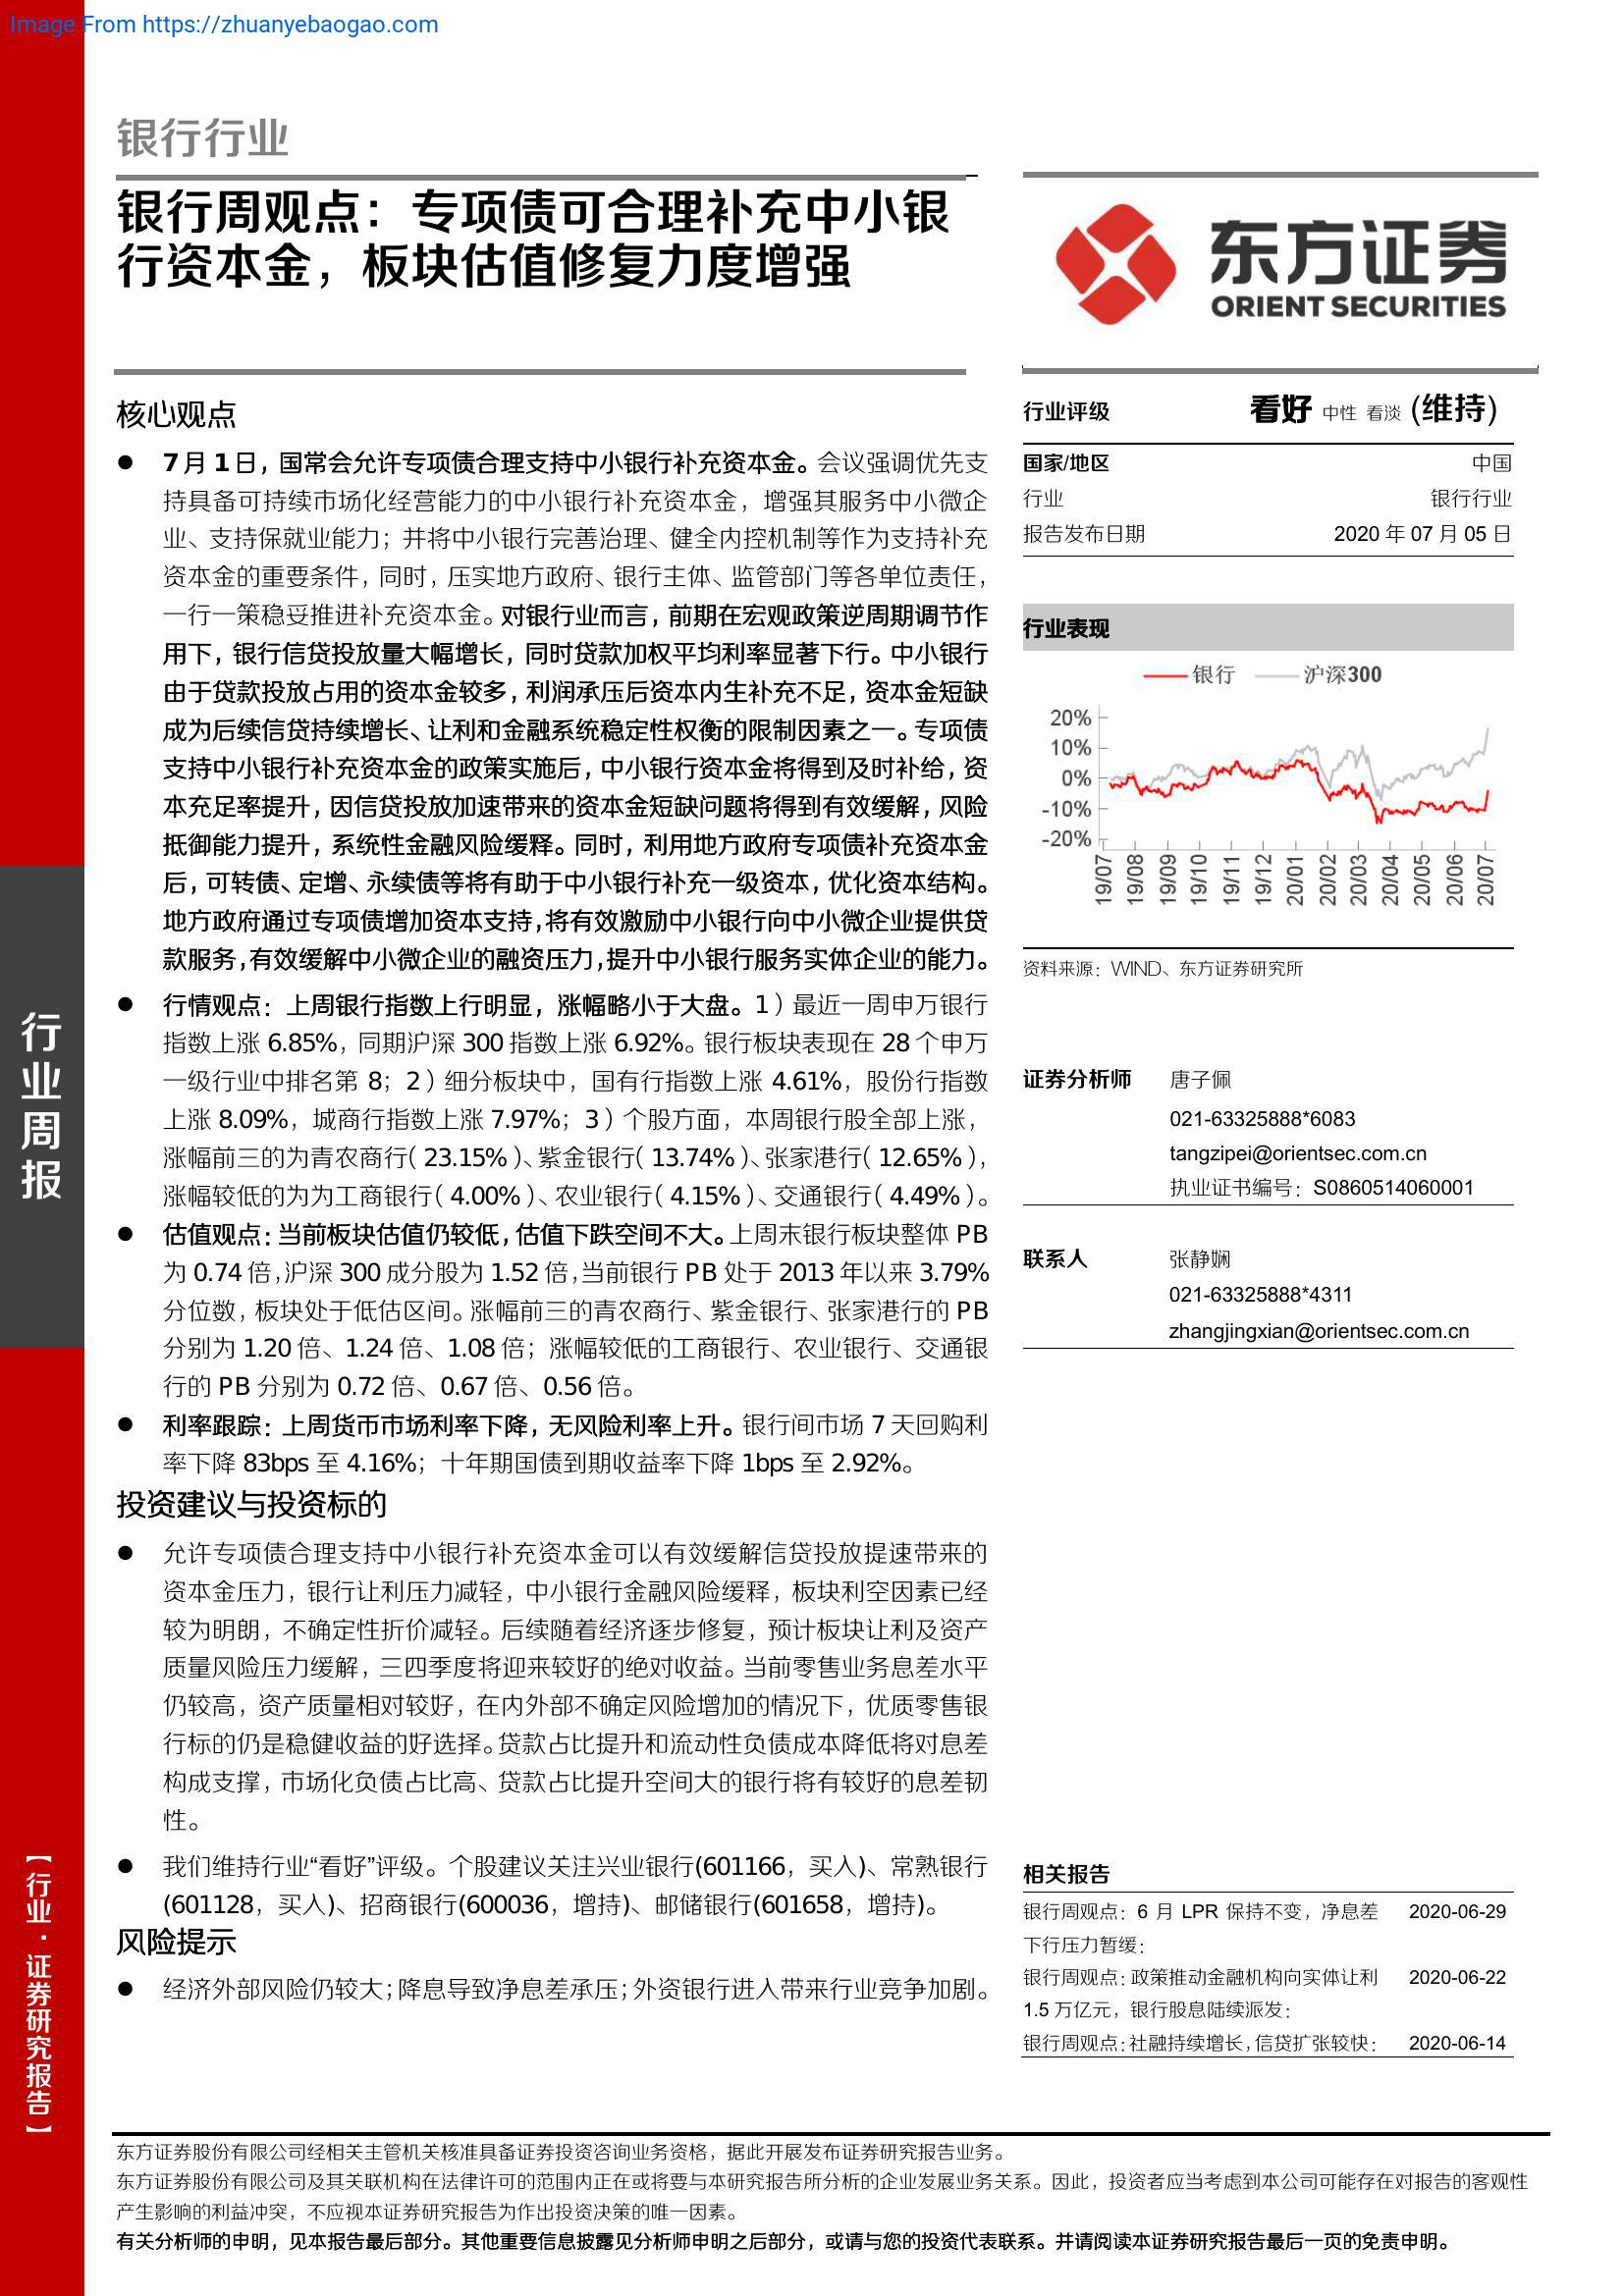 Image From https://zhuanyebaogao.com
银行行业
银行周观点：专项债可合理补充中小银
行资本金，板块估值修复力度增强
东方证券
ORIENT SECURITIES
核心观点
● 7月1日，国常会允许专项债合理支持中小银行补充资本金。会议强调优先支
持具备可持续市场化经营能力的中小银行补充资本金，增强其服务中小微企
业、支持保就业能力；并将中小银行完善治理、健全内控机制等作为支持补充
资本金的重要条件，同时，压实地方政府、银行主体、监管部门等各单位责任，
一行一策稳妥推进补充资本金。对银行业而言，前期在宏观政策逆周期调节作
用下，银行信贷投放量大幅增长，同时贷款加权平均利率显著下行。中小银行
由于贷款投放占用的资本金较多，利润承压后资本内生补充不足，资本金短缺
成为后续信贷持续增长、让利和金融系统稳定性权衡的限制因素之一。专项债
支持中小银行补充资本金的政策实施后，中小银行资本金将得到及时补给，资
本充足率提升，因信贷投放加速带来的资本金短缺问题将得到有效缓解，风险
抵御能力提升，系统性金融风险缓释。同时，利用地方政府专项债补充资本金
后，可转债、定增、永续债等将有助于中小银行补充一级资本，优化资本结构。
地方政府通过专项债增加资本支持，将有效激励中小银行向中小微企业提供贷
款服务，有效缓解中小微企业的融资压力，提升中小银行服务实体企业的能力。
● 行情观点：上周银行指数上行明显，涨幅略小于大盘。1）最近一周申万银行
指数上涨 6.85%，同期沪深 300 指数上涨 6.92%。银行板块表现在 28 个申万
一级行业中排名第 8；2）细分板块中，国有行指数上涨 4.61%，股份行指数
上涨 8.09%，城商行指数上涨 7.97%；3）个股方面，本周银行股全部上涨，
涨幅前三的为青农商行（23.15%）、紫金银行（13.74%）、张家港行（12.65%），
涨幅较低的为为工商银行（4.00%）、农业银行（4.15%）、交通银行（4.49%）。
● 估值观点：当前板块估值仍较低，估值下跌空间不大。上周末银行板块整体 PB
为 0.74 倍，沪深 300 成分股为 1.52 倍，当前银行 PB 处于 2013 年以来 3.79%
分位数，板块处于低估区间。涨幅前三的青农商行、紫金银行、张家港行的 PB
分别为 1.20 倍、1.24 倍、1.08 倍；涨幅较低的工商银行、农业银行、交通银
行的 PB 分别为 0.72 倍、0.67 倍、0.56 倍。
● 利率跟踪：上周货币市场利率下降，无风险利率上升。银行间市场 7 天回购利
率下降 83bps 至 4.16%；十年期国债到期收益率下降 1bps 至 2.92%。
投资建议与投资标的
● 允许专项债合理支持中小银行补充资本金可以有效缓解信贷投放提速带来的
资本金压力，银行让利压力减轻，中小银行金融风险缓释，板块利空因素已经
较为明朗，不确定性折价减轻。后续随着经济逐步修复，预计板块让利及资产
质量风险压力缓解，三四季度将迎来较好的绝对收益。当前零售业务息差水平
仍较高，资产质量相对较好，在内外部不确定风险增加的情况下，优质零售银
行标的仍是稳健收益的好选择。贷款占比提升和流动性负债成本降低将对息差
构成支撑，市场化负债占比高、贷款占比提升空间大的银行将有较好的息差韧
性。
● 我们维持行业“看好”评级。个股建议关注兴业银行(601166，买入)、常熟银行
(601128，买入)、招商银行(600036，增持)、邮储银行(601658，增持)。
风险提示
● 经济外部风险仍较大；降息导致净息差承压；外资银行进入带来行业竞争加剧。
行业评级 看好 中性 看淡 (维持)
国家/地区 中国
行业 银行行业
报告发布日期 2020 年 07 月 05 日
行业表现
银行 沪深300
20%
10%
0%
-10%
-20%
19/07 19/08 19/09 19/10 19/11 19/12 20/01 20/02 20/03 20/04 20/05 20/06 20/07
资料来源：WIND、东方证券研究所
证券分析师 唐子佩
021-63325888*6083
tangzipei@orientsec.com.cn
执业证书编号：S0860514060001
联系人 张静娴
021-63325888*4311
zhangjingxian@orientsec.com.cn
相关报告
银行周观点：6 月 LPR 保持不变，净息差 2020-06-29
下行压力暂缓：
银行周观点：政策推动金融机构向实体让利 2020-06-22
1.5 万亿元，银行股息陆续派发：
银行周观点：社融持续增长，信贷扩张较快： 2020-06-14
行业周报
【行业·证券研究报告】
东方证券股份有限公司经相关主管机关核准具备证券投资咨询业务资格，据此开展发布证券研究报告业务。
东方证券股份有限公司及其关联机构在法律许可的范围内正在或将要与本研究报告所分析的企业发展业务关系。因此，投资者应当考虑到本公司可能存在对报告的客观性
产生影响的利益冲突，不应视本证券研究报告为作出投资决策的唯一因素。
有关分析师的申明，见本报告最后部分。其他重要信息披露见分析师申明之后部分，或请与您的投资代表联系。并请阅读本证券研究报告最后一页的免责申明。